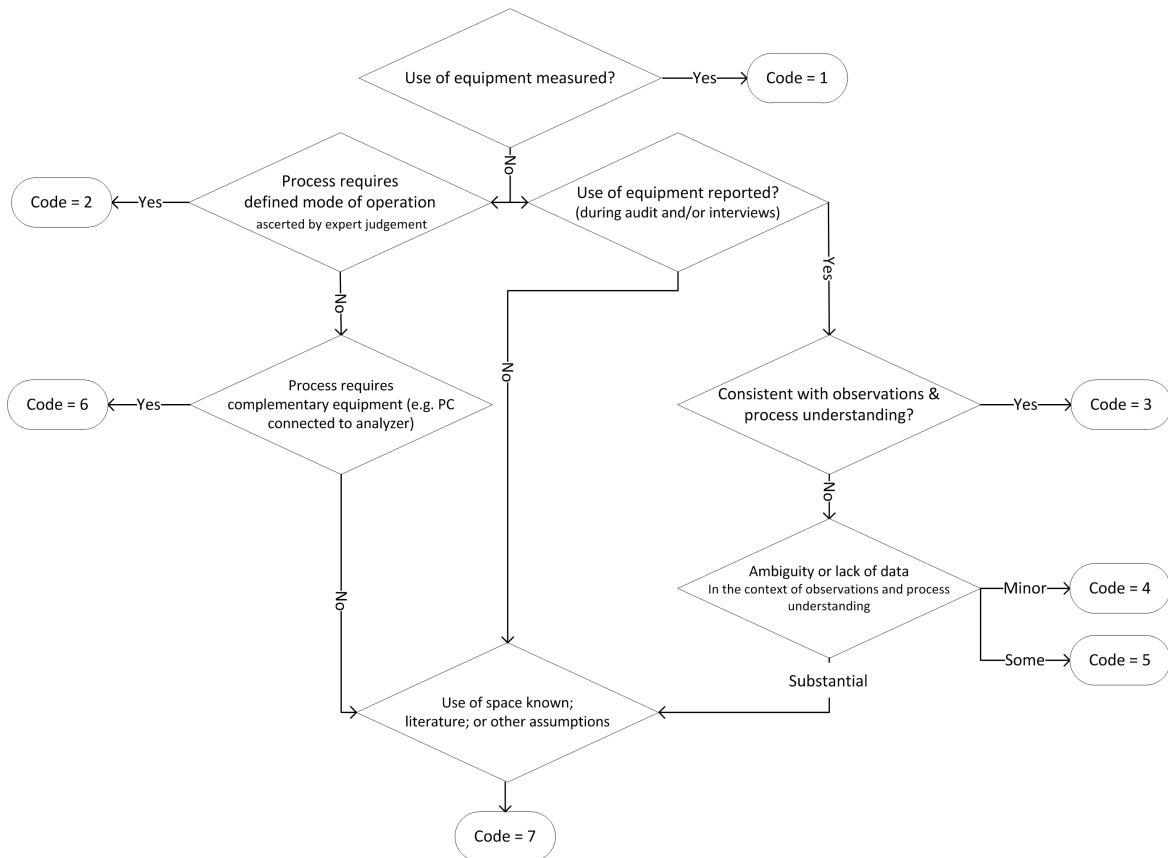 Use of equipment measured?
Yes
Code = 1
No
Code = 2
Yes
Process requires
defined mode of operation
ascerted by expert judgement
Use of equipment reported?
(during audit and/or interviews)
Yes
No
No
Code = 6
Yes
Process requires
complementary equipment (e.g. PC
connected to analyzer)
Consistent with observations &
process understanding?
Yes
Code = 3
No
No
Ambiguity or lack of data
In the context of observations and process
understanding
Minor
Code = 4
Some
Code = 5
Substantial
Use of space known;
literature; or other assumptions
Code = 7